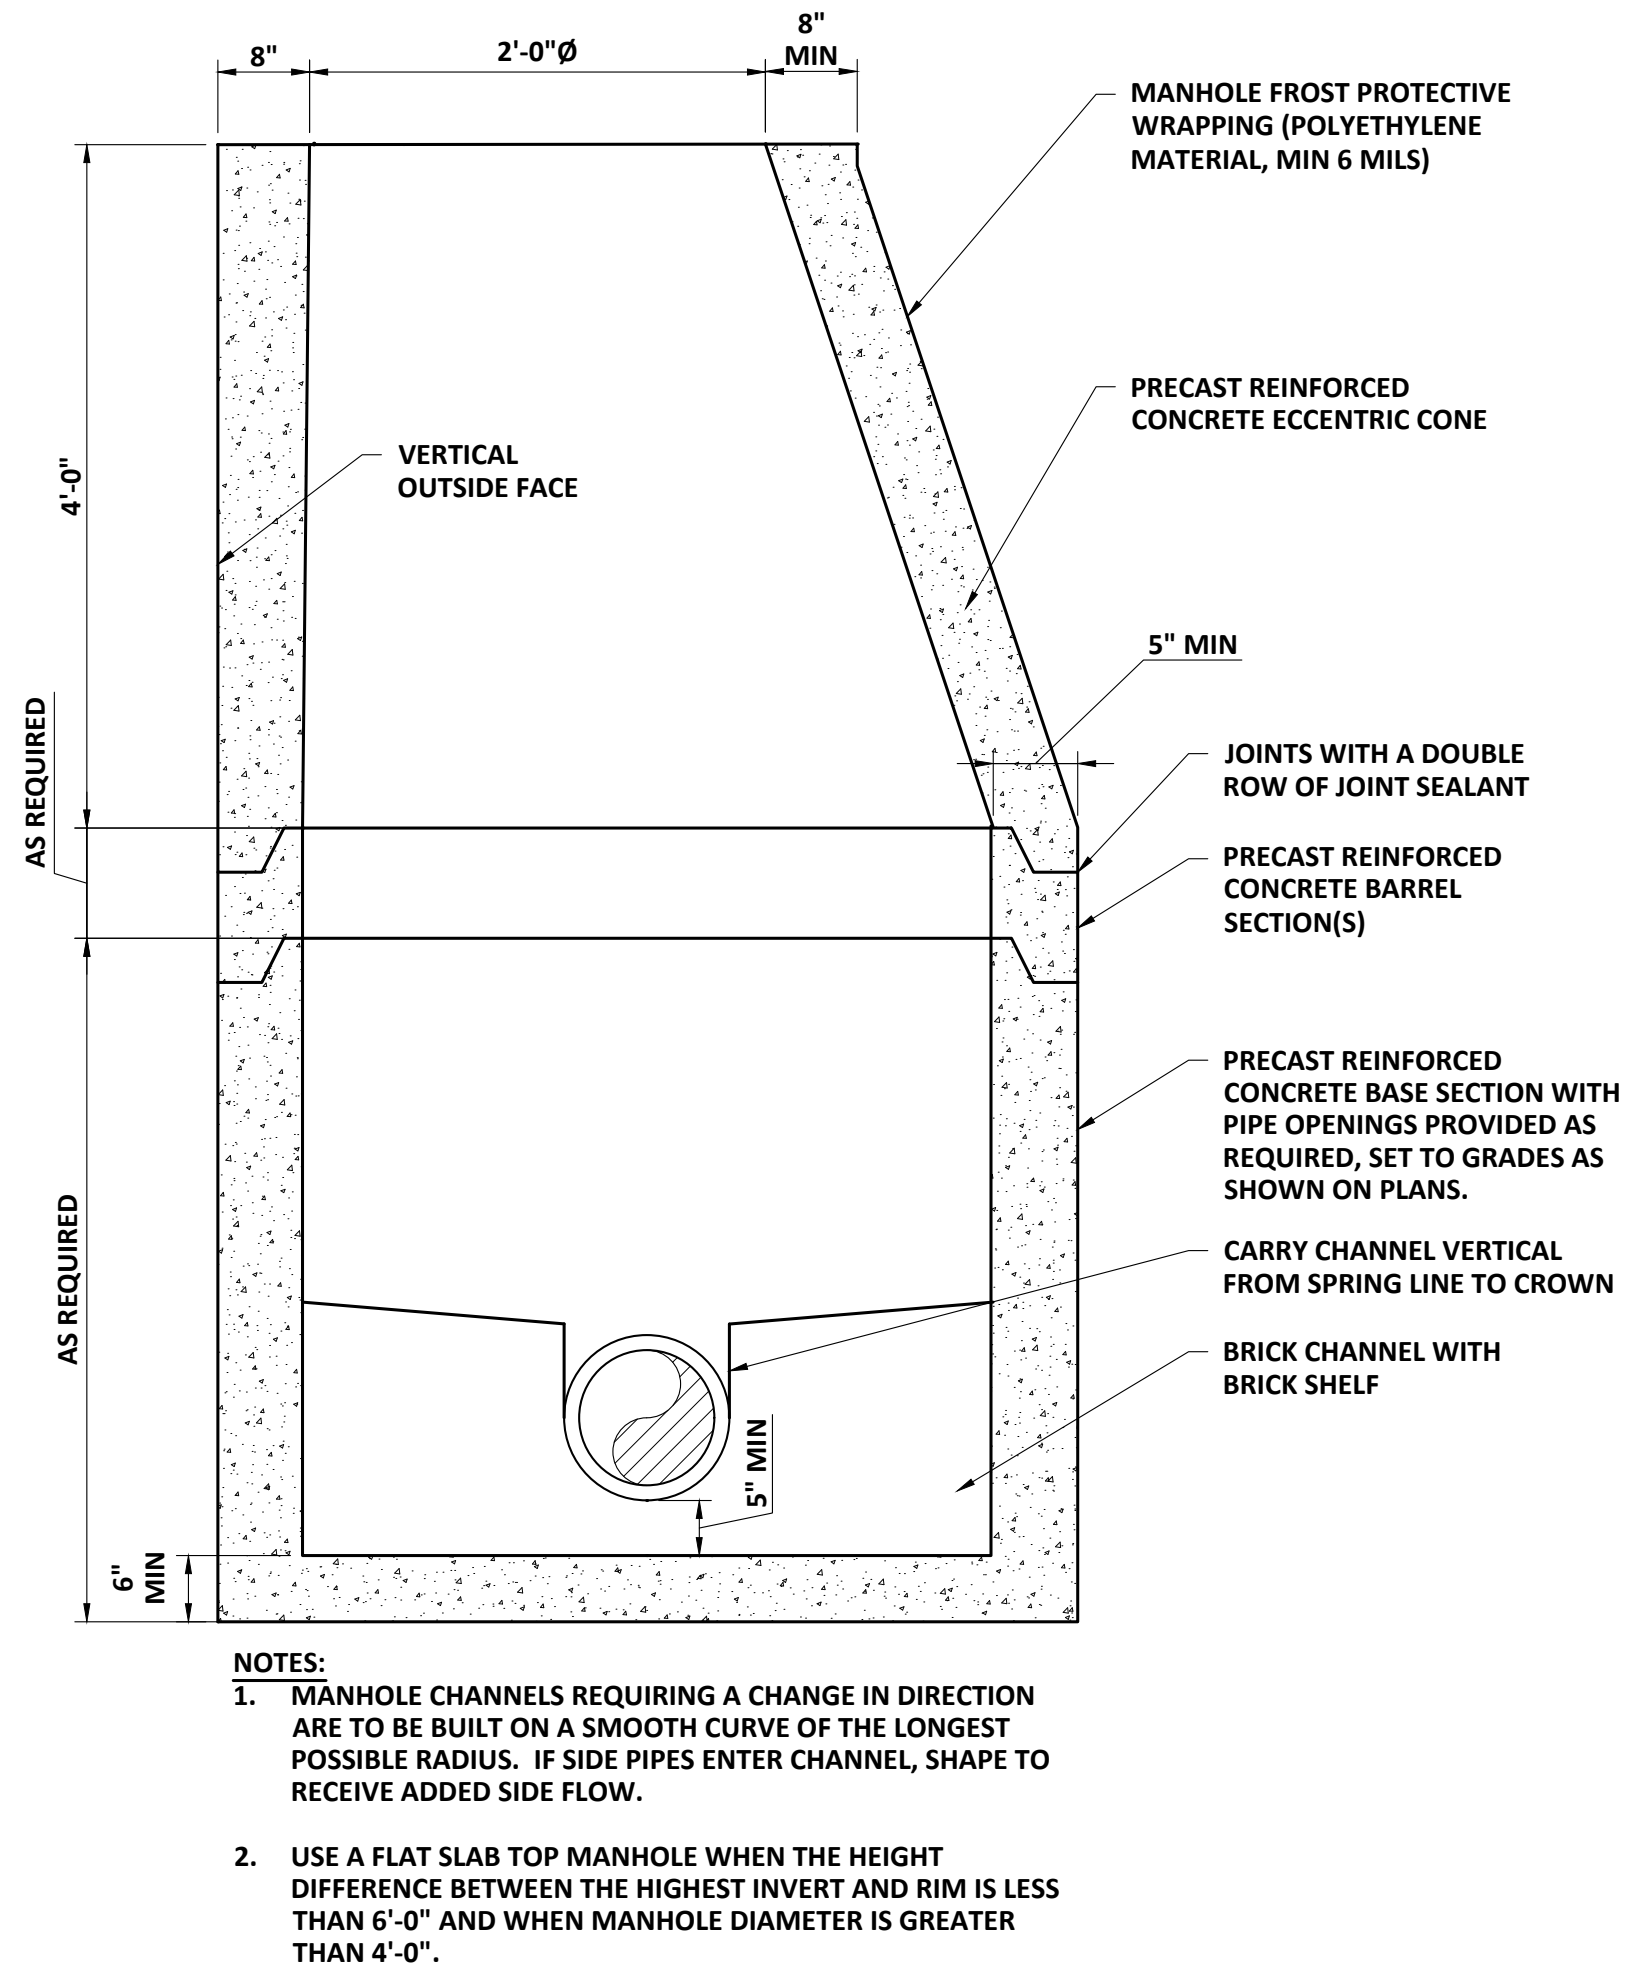 8"
2'-0"Ø
8"
MIN
MANHOLE FROST PROTECTIVE
WRAPPING (POLYETHYLENE
MATERIAL, MIN 6 MILS)
PRECAST REINFORCED
CONCRETE ECCENTRIC CONE
VERTICAL
OUTSIDE FACE
4'-0"
5" MIN
AS REQUIRED
JOINTS WITH A DOUBLE
ROW OF JOINT SEALANT
PRECAST REINFORCED
CONCRETE BARREL
SECTION(S)
PRECAST REINFORCED
CONCRETE BASE SECTION WITH
PIPE OPENINGS PROVIDED AS
REQUIRED, SET TO GRADES AS
SHOWN ON PLANS.
AS REQUIRED
CARRY CHANNEL VERTICAL
FROM SPRING LINE TO CROWN
BRICK CHANNEL WITH
BRICK SHELF
5" MIN
6"
MIN
NOTES:
1. MANHOLE CHANNELS REQUIRING A CHANGE IN DIRECTION
ARE TO BE BUILT ON A SMOOTH CURVE OF THE LONGEST
POSSIBLE RADIUS. IF SIDE PIPES ENTER CHANNEL, SHAPE TO
RECEIVE ADDED SIDE FLOW.
2. USE A FLAT SLAB TOP MANHOLE WHEN THE HEIGHT
DIFFERENCE BETWEEN THE HIGHEST INVERT AND RIM IS LESS
THAN 6'-0" AND WHEN MANHOLE DIAMETER IS GREATER
THAN 4'-0".